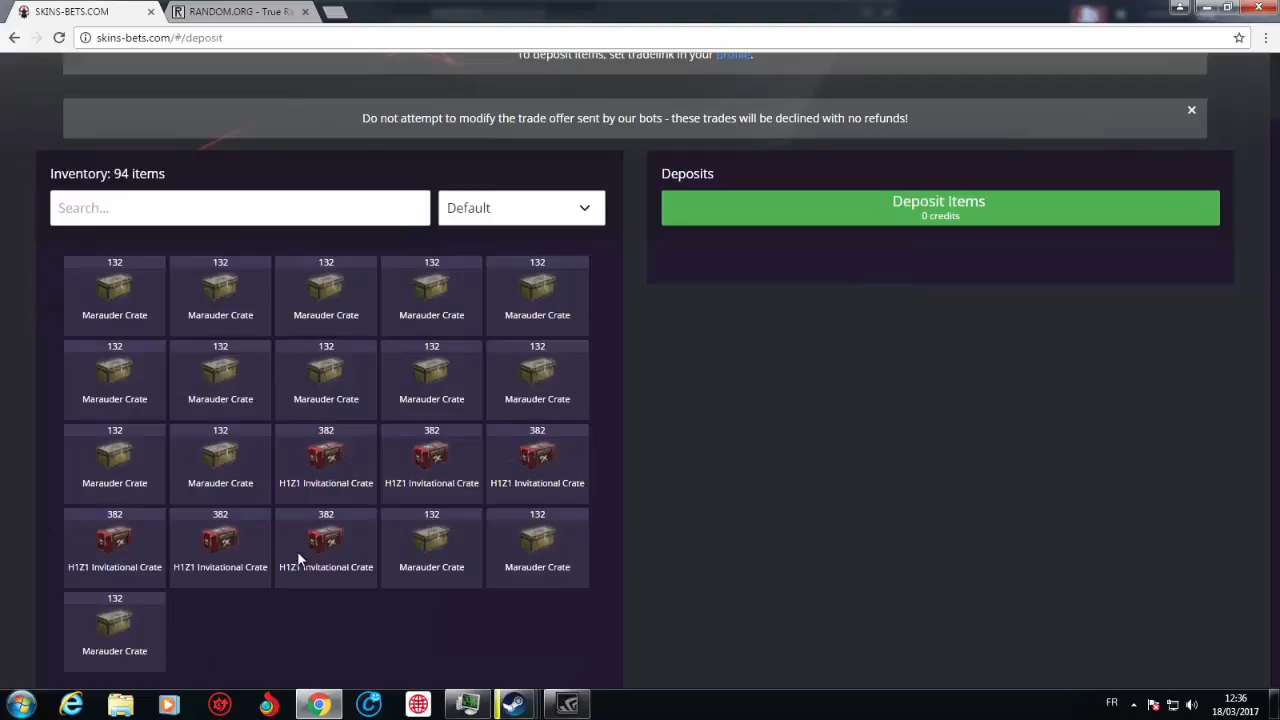 SKINS-BETS.COM
RANDOM.ORG - True R
skins-bets.com/#/deposit
To deposit items, set tradelink in your profile.
Do not attempt to modify the trade offer sent by our bots - these trades will be declined with no refunds!
Inventory: 94 items
Deposits
Search...
Default
Deposit Items
0 credits
132 132 132 132 132
Marauder Crate Marauder Crate Marauder Crate Marauder Crate Marauder Crate
132 132 132 132 132
Marauder Crate Marauder Crate Marauder Crate Marauder Crate Marauder Crate
132 132 382 382 382
Marauder Crate Marauder Crate H1Z1 Invitational Crate H1Z1 Invitational Crate H1Z1 Invitational Crate
382 382 382 132 132
H1Z1 Invitational Crate H1Z1 Invitational Crate H1Z1 Invitational Crate Marauder Crate Marauder Crate
132
Marauder Crate
FR
12:36
18/03/2017